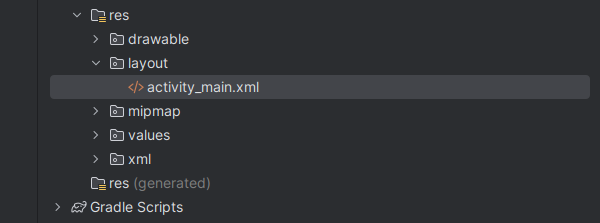 res
drawable
layout
activity_main.xml
mipmap
values
xml
res (generated)
Gradle Scripts